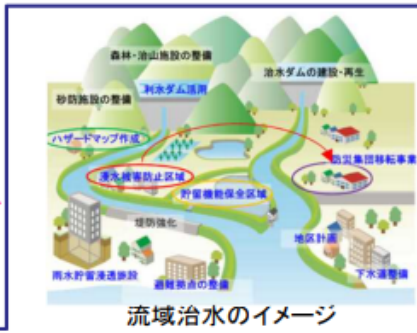 森林・治山施設の整備
治水ダムの建設・再生
利水ダム活用
砂防施設の整備
ハザードマップ作成
防災集団移転事業
浸水被害防止区域
貯留機能保全区域
堤防強化
地区計画
雨水貯留浸透施設
避難拠点の整備
下水道整備
流域治水のイメージ